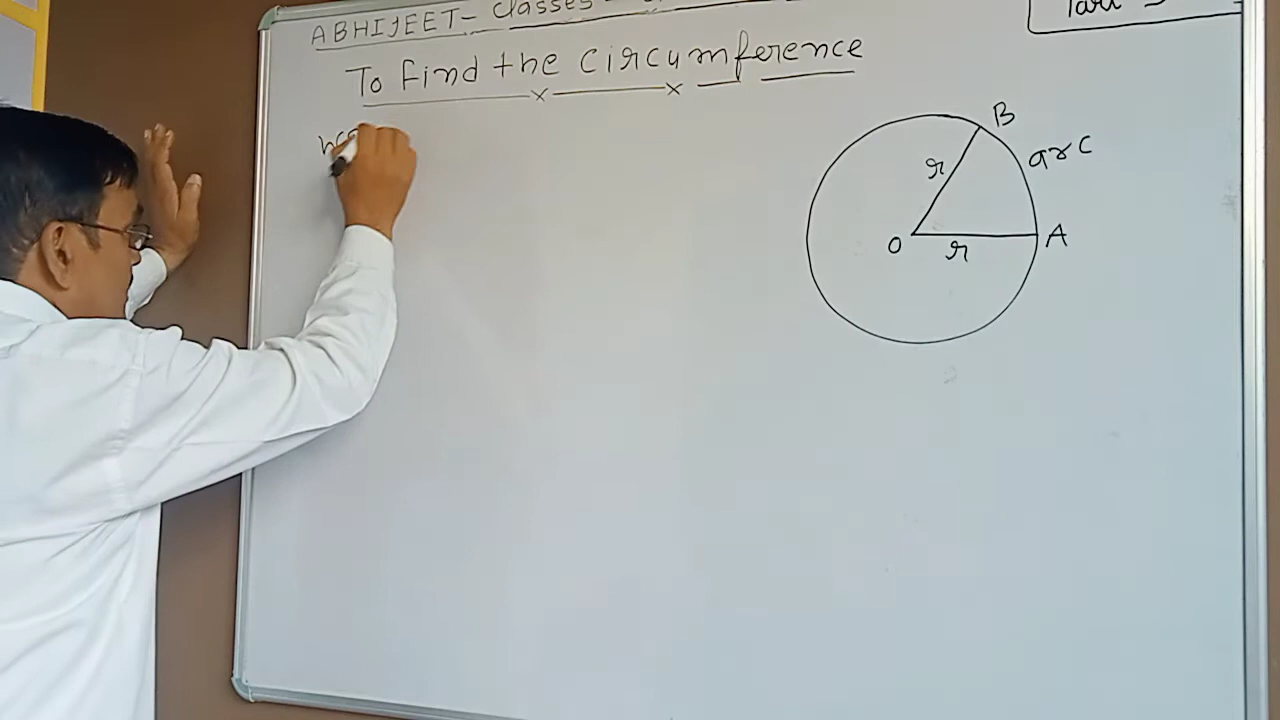 ABHIJEET- Classes-
To Find the Circumference
B
r
arc
O
r
A